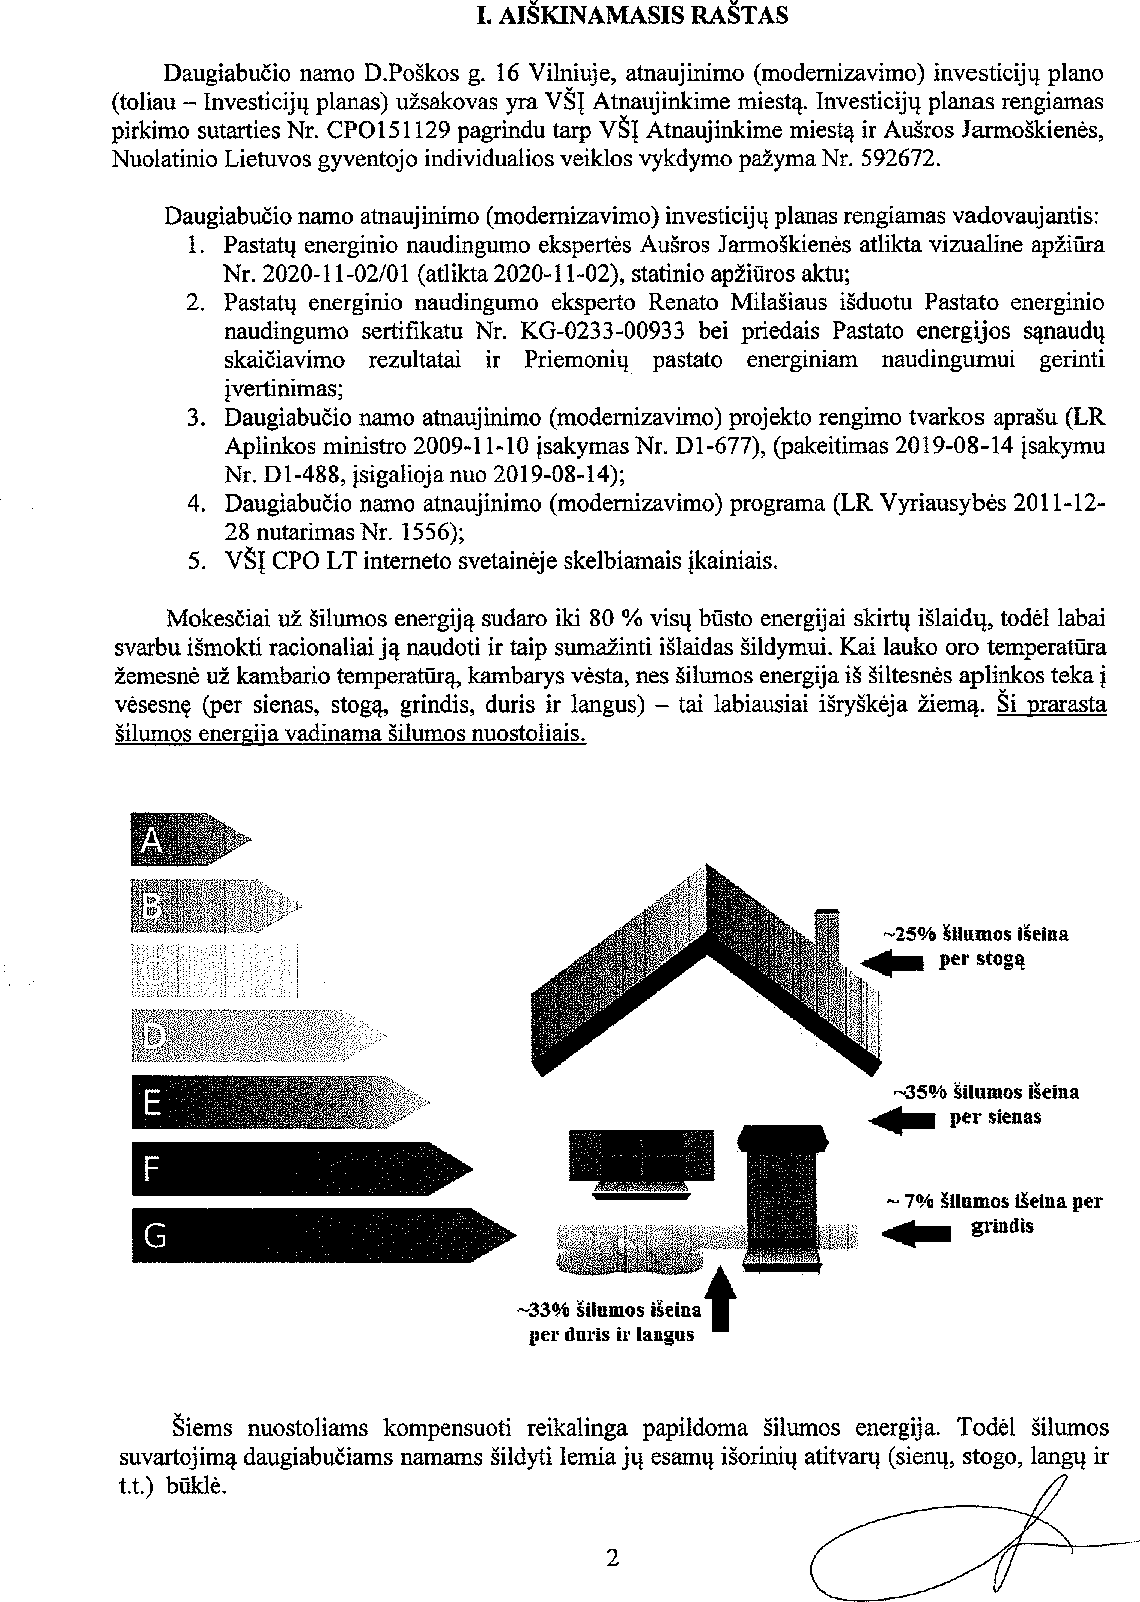 I. AIŠKINAMASIS RAŠTAS
Daugiabučio namo D.Poškos g. 16 Vilniuje, atnaujinimo (modernizavimo) investicijų plano
(toliau – Investicijų planas) užsakovas yra VŠĮ Atnaujinkime miestą. Investicijų planas rengiamas
pirkimo sutarties Nr. CPO151129 pagrindu tarp VŠĮ Atnaujinkime miestą ir Aušros Jarmoškienės,
Nuolatinio Lietuvos gyventojo individualios veiklos vykdymo pažyma Nr. 592672.
Daugiabučio namo atnaujinimo (modernizavimo) investicijų planas rengiamas vadovaujantis:
1. Pastatų energinio naudingumo ekspertės Aušros Jarmoškienės atlikta vizualine apžiūra
Nr. 2020-11-02/01 (atlikta 2020-11-02), statinio apžiūros aktu;
2. Pastatų energinio naudingumo eksperto Renato Milašiaus išduotu Pastato energinio
naudingumo sertifikatu Nr. KG-0233-00933 bei priedais Pastato energijos sąnaudų
skaičiavimo rezultatai ir Priemonių pastato energiniam naudingumui gerinti
įvertinimas;
3. Daugiabučio namo atnaujinimo (modernizavimo) projekto rengimo tvarkos aprašu (LR
Aplinkos ministro 2009-11-10 įsakymas Nr. D1-677), (pakeitimas 2019-08-14 įsakymu
Nr. D1-488, įsigalioja nuo 2019-08-14);
4. Daugiabučio namo atnaujinimo (modernizavimo) programa (LR Vyriausybės 2011-12-
28 nutarimas Nr. 1556);
5. VŠĮ CPO LT interneto svetainėje skelbiamais įkainiais.
Mokesčiai už šilumos energiją sudaro iki 80 % visų būsto energijai skirtų išlaidų, todėl labai
svarbu išmokti racionaliai ją naudoti ir taip sumažinti išlaidas šildymui. Kai lauko oro temperatūra
žemesnė už kambario temperatūrą, kambarys vėsta, nes šilumos energija iš šiltesnės aplinkos teka į
vėsesnę (per sienas, stogą, grindis, duris ir langus) – tai labiausiai išryškėja žiemą. Ši prarasta
šilumos energija vadinama šilumos nuostoliais.
A
B
D
E
F
G
~25% šilumos išeina
per stogą
~35% šilumos išeina
per sienas
~ 7% šilumos išeina per
grindis
~33% šilumos išeina
per duris ir langus
Šiems nuostoliams kompensuoti reikalinga papildoma šilumos energija. Todėl šilumos
suvartojimą daugiabučiams namams šildyti lemia jų esamų išorinių atitvarų (sienų, stogo, langų ir
t.t.) būklė.
2